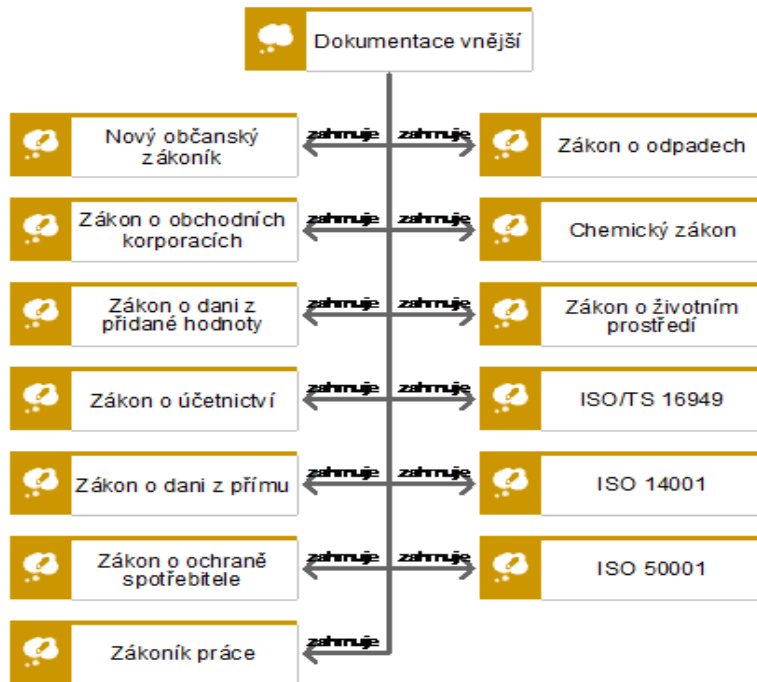 Dokumentace vnější
zahrnuje zahrnuje
Nový občanský
zákoník
Zákon o odpadech
zahrnuje zahrnuje
Zákon o obchodních
korporacích
Chemický zákon
zahrnuje zahrnuje
Zákon o dani z
přidané hodnoty
Zákon o životním
prostředí
zahrnuje zahrnuje
Zákon o účetnictví
ISO/TS 16949
zahrnuje zahrnuje
Zákon o dani z přímu
ISO 14001
zahrnuje zahrnuje
Zákon o ochraně
spotřebitele
ISO 50001
zahrnuje
Zákoník práce